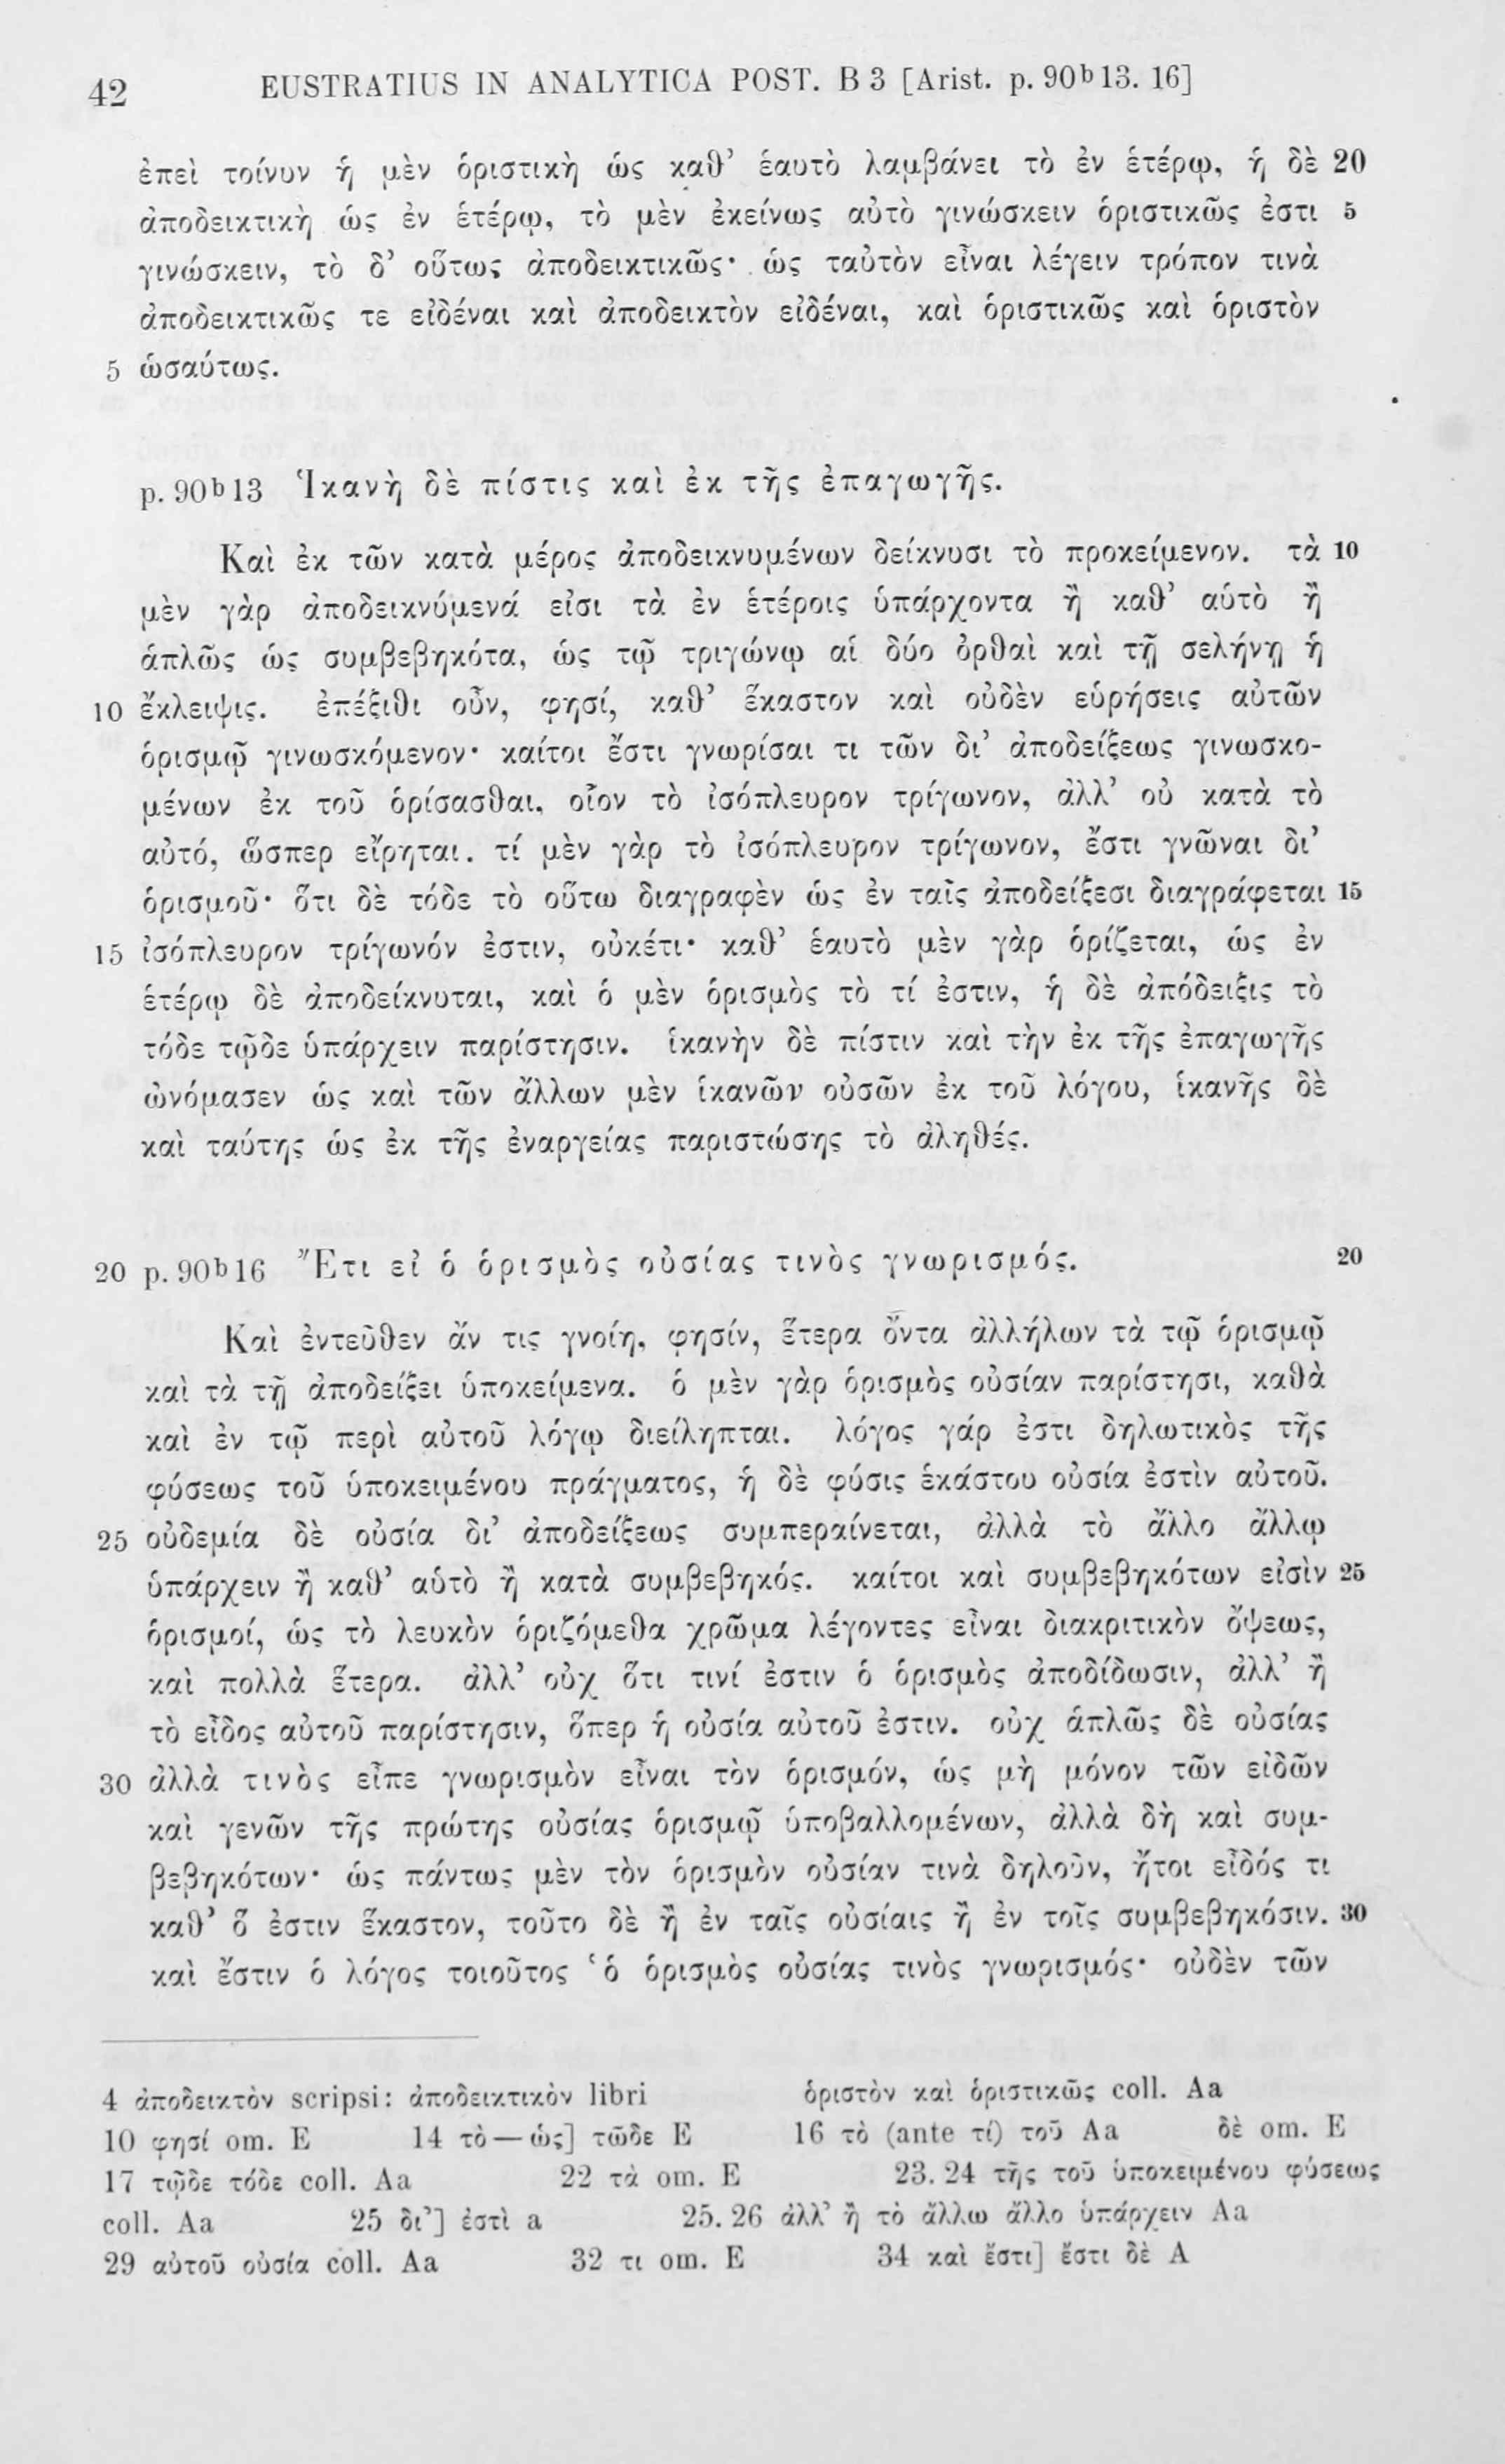 42 EUSTRATIUS IN ANALYTICA POST. B 3 [Arist. p. 90ᵇ13. 16]
ἐπεὶ τοίνυν ἡ μὲν ὁριστικὴ ὡς καθ’ ἑαυτὸ λαμβάνει τὸ ἐν ἑτέρῳ, ἡ δὲ 20
ἀποδεικτικὴ ὡς ἐν ἑτέρῳ, τὸ μὲν ἐκείνως αὐτὸ γινώσκειν ὁριστικῶς ἐστι 5
γινώσκειν, τὸ δ’ οὕτως ἀποδεικτικῶς· ὡς ταὐτὸν εἶναι λέγειν τρόπον τινὰ
ἀποδεικτικῶς τε εἰδέναι καὶ ἀποδεικτὸν εἰδέναι, καὶ ὁριστικῶς καὶ ὁριστὸν
5 ὡσαύτως.
p. 90ᵇ13 Ἱκανὴ δὲ πίστις καὶ ἐκ τῆς ἐπαγωγῆς.
Καὶ ἐκ τῶν κατὰ μέρος ἀποδεικνυμένων δείκνυσι τὸ προκείμενον. τὰ 10
μὲν γὰρ ἀποδεικνύμενά εἰσι τὰ ἐν ἑτέροις ὑπάρχοντα ἢ καθ’ αὑτὸ ἢ
ἁπλῶς ὡς συμβεβηκότα, ὡς τῷ τριγώνῳ αἱ δύο ὀρθαὶ καὶ τῇ σελήνῃ ἡ
10 ἔκλειψις. ἐπέξιθι οὖν, φησί, καθ’ ἕκαστον καὶ οὐδὲν εὑρήσεις αὐτῶν
ὁρισμῷ γινωσκόμενον· καίτοι ἔστι γνωρίσαι τι τῶν δι’ ἀποδείξεως γινωσκο-
μένων ἐκ τοῦ ὁρίσασθαι, οἷον τὸ ἰσόπλευρον τρίγωνον, ἀλλ’ οὐ κατὰ τὸ
αὐτό, ὥσπερ εἴρηται. τί μὲν γὰρ τὸ ἰσόπλευρον τρίγωνον, ἔστι γνῶναι δι’
ὁρισμοῦ· ὅτι δὲ τόδε τὸ οὕτω διαγραφὲν ὡς ἐν ταῖς ἀποδείξεσι διαγράφεται 15
15 ἰσόπλευρον τρίγωνόν ἐστιν, οὐκέτι· καθ’ ἑαυτὸ μὲν γὰρ ὁρίζεται, ὡς ἐν
ἑτέρῳ δὲ ἀποδείκνυται, καὶ ὁ μὲν ὁρισμὸς τὸ τί ἐστιν, ἡ δὲ ἀπόδειξις τὸ
τόδε τῷδε ὑπάρχειν παρίστησιν. ἱκανὴν δὲ πίστιν καὶ τὴν ἐκ τῆς ἐπαγωγῆς
ὠνόμασεν ὡς καὶ τῶν ἄλλων μὲν ἱκανῶν οὐσῶν ἐκ τοῦ λόγου, ἱκανῆς δὲ
καὶ ταύτης ὡς ἐκ τῆς ἐναργείας παριστώσης τὸ ἀληθές.
20 p. 90ᵇ16 Ἔτι εἰ ὁ ὁρισμὸς οὐσίας τινὸς γνωρισμός. 20
Καὶ ἐντεῦθεν ἄν τις γνοίη, φησίν, ἕτερα ὄντα ἀλλήλων τὰ τῷ ὁρισμῷ
καὶ τὰ τῇ ἀποδείξει ὑποκείμενα. ὁ μὲν γὰρ ὁρισμὸς οὐσίαν παρίστησι, καθὰ
καὶ ἐν τῷ περὶ αὐτοῦ λόγῳ διείληπται. λόγος γάρ ἐστι δηλωτικὸς τῆς
φύσεως τοῦ ὑποκειμένου πράγματος, ἡ δὲ φύσις ἑκάστου οὐσία ἐστὶν αὐτοῦ.
25 οὐδεμία δὲ οὐσία δι’ ἀποδείξεως συμπεραίνεται, ἀλλὰ τὸ ἄλλο ἄλλῳ
ὑπάρχειν ἢ καθ’ αὑτὸ ἢ κατὰ συμβεβηκός. καίτοι καὶ συμβεβηκότων εἰσὶν 25
ὁρισμοί, ὡς τὸ λευκὸν ὁριζόμεθα χρῶμα λέγοντες εἶναι διακριτικὸν ὄψεως,
καὶ πολλὰ ἕτερα. ἀλλ’ οὐχ ὅτι τινί ἐστιν ὁ ὁρισμὸς ἀποδίδωσιν, ἀλλ’ ἢ
τὸ εἶδος αὐτοῦ παρίστησιν, ὅπερ ἡ οὐσία αὐτοῦ ἐστιν. οὐχ ἁπλῶς δὲ οὐσίας
30 ἀλλὰ τινὸς εἶπε γνωρισμὸν εἶναι τὸν ὁρισμόν, ὡς μὴ μόνον τῶν εἰδῶν
καὶ γενῶν τῆς πρώτης οὐσίας ὁρισμῷ ὑποβαλλομένων, ἀλλὰ δὴ καὶ συμ-
βεβηκότων· ὡς πάντως μὲν τὸν ὁρισμὸν οὐσίαν τινὰ δηλοῦν, ἤτοι εἶδός τι
καθ’ ὅ ἐστιν ἕκαστον, τοῦτο δὲ ἢ ἐν ταῖς οὐσίαις ἢ ἐν τοῖς συμβεβηκόσιν. 30
καὶ ἔστιν ὁ λόγος τοιοῦτος ‘ὁ ὁρισμὸς οὐσίας τινὸς γνωρισμός· οὐδὲν τῶν
4 ἀποδεικτὸν scripsi: ἀποδεικτικὸν libri ὁριστὸν καὶ ὁριστικῶς coll. Aa
10 φησί om. E 14 τὸ — ὡς] τῶδε E 16 τὸ (ante τί) τοῦ Aa δὲ om. E
17 τῷδε τόδε coll. Aa 22 τὰ om. E 23. 24 τῆς τοῦ ὑποκειμένου φύσεως
coll. Aa 25 δι’] ἐστὶ a 25. 26 ἀλλ’ ἢ τὸ ἄλλω ἄλλο ὑπάρχειν Aa
29 αὐτοῦ οὐσία coll. Aa 32 τι om. E 34 καὶ ἔστι] ἔστι δὲ A